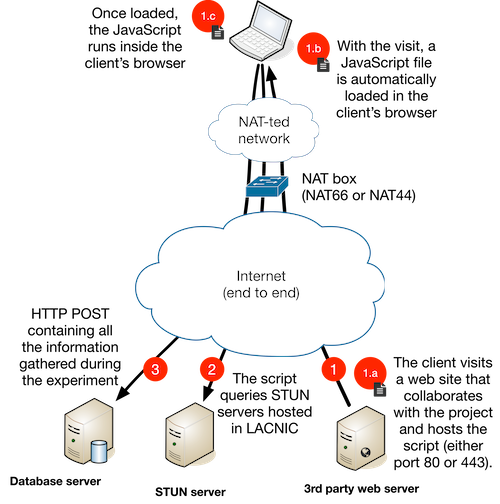 Once loaded,
the JavaScript
runs inside the
client's browser
1.c
1.b
With the visit, a
JavaScript file
is automatically
loaded in the
client's browser
NAT-ted
network
NAT box
(NAT66 or NAT44)
Internet
(end to end)
HTTP POST
containing all
the information
gathered during
the experiment
3
2
The script
queries STUN
servers hosted
in LACNIC
1
1.a
The client visits
a web site that
collaborates
with the project
and hosts the
script (either
port 80 or 443).
Database server
STUN server
3rd party web server